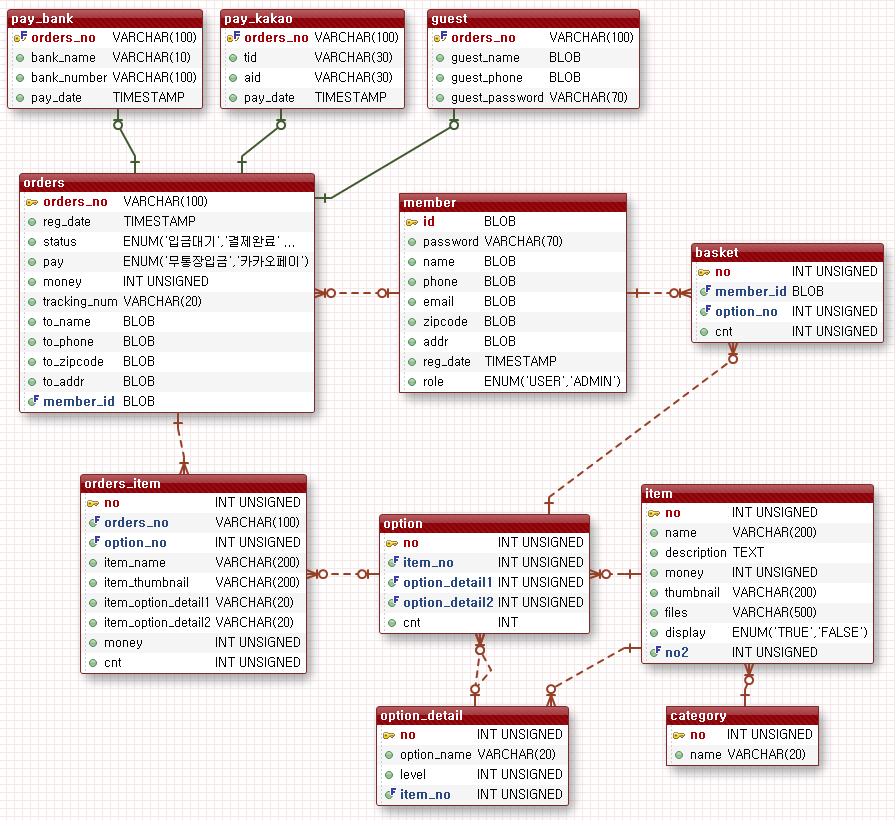 pay_bank
orders_no VARCHAR(100)
bank_name VARCHAR(10)
bank_number VARCHAR(100)
pay_date TIMESTAMP
pay_kakao
orders_no VARCHAR(100)
tid VARCHAR(30)
aid VARCHAR(30)
pay_date TIMESTAMP
guest
orders_no VARCHAR(100)
guest_name BLOB
guest_phone BLOB
guest_password VARCHAR(70)
orders
orders_no VARCHAR(100)
reg_date TIMESTAMP
status ENUM('입금대기','결제완료' ...
pay ENUM('무통장입금','카카오페이')
money INT UNSIGNED
tracking_num VARCHAR(20)
to_name BLOB
to_phone BLOB
to_zipcode BLOB
to_addr BLOB
member_id BLOB
member
id BLOB
password VARCHAR(70)
name BLOB
phone BLOB
email BLOB
zipcode BLOB
addr BLOB
reg_date TIMESTAMP
role ENUM('USER','ADMIN')
basket
no INT UNSIGNED
member_id BLOB
option_no INT UNSIGNED
cnt INT UNSIGNED
orders_item
no INT UNSIGNED
orders_no VARCHAR(100)
option_no INT UNSIGNED
item_name VARCHAR(200)
item_thumbnail VARCHAR(200)
item_option_detail1 VARCHAR(20)
item_option_detail2 VARCHAR(20)
money INT UNSIGNED
cnt INT UNSIGNED
option
no INT UNSIGNED
item_no INT UNSIGNED
option_detail1 INT UNSIGNED
option_detail2 INT UNSIGNED
cnt INT
item
no INT UNSIGNED
name VARCHAR(200)
description TEXT
money INT UNSIGNED
thumbnail VARCHAR(200)
files VARCHAR(500)
display ENUM('TRUE','FALSE')
no2 INT UNSIGNED
option_detail
no INT UNSIGNED
option_name VARCHAR(20)
level INT UNSIGNED
item_no INT UNSIGNED
category
no INT UNSIGNED
name VARCHAR(20)